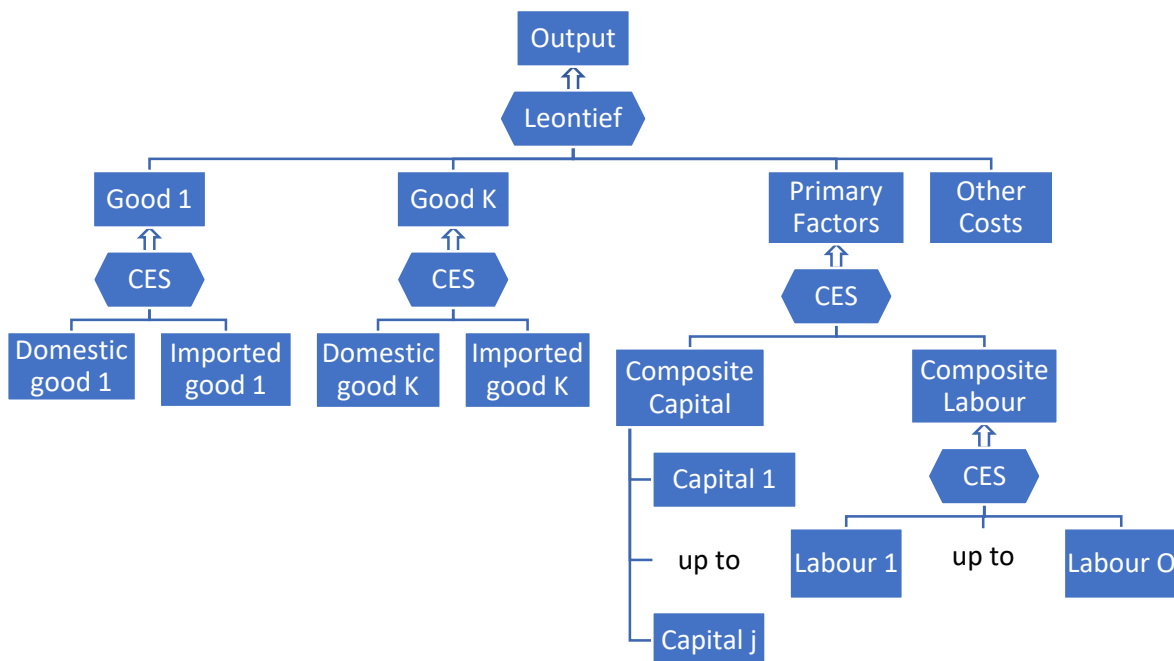 Output
Leontief
Good 1
Good K
Primary
Factors
Other
Costs
CES
CES
CES
Domestic
good 1
Imported
good 1
Domestic
good K
Imported
good K
Composite
Capital
Composite
Labour
Capital 1
CES
up to
Labour 1
up to
Labour O
Capital j